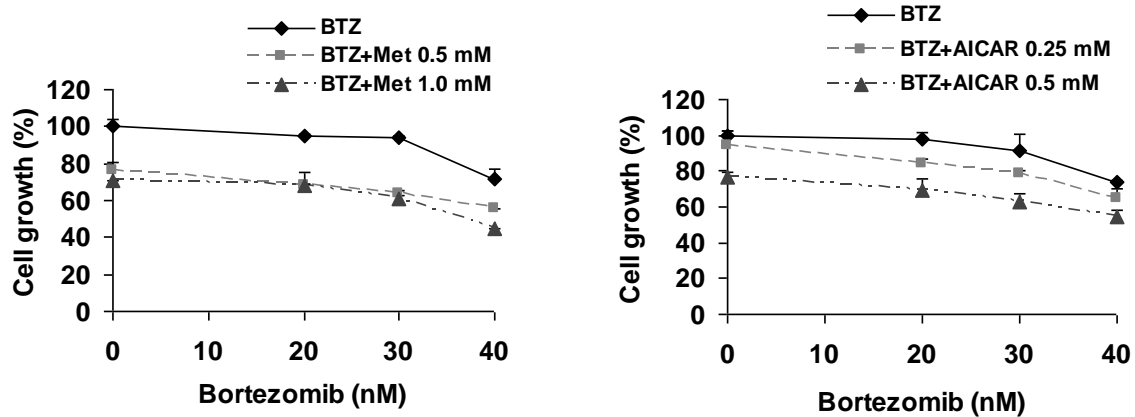 BTZ
BTZ+Met 0.5 mM
BTZ+Met 1.0 mM
Cell growth (%)
120
100
80
60
40
20
0
0 10 20 30 40
Bortezomib (nM)
BTZ
BTZ+AICAR 0.25 mM
BTZ+AICAR 0.5 mM
Cell growth (%)
120
100
80
60
40
20
0
0 10 20 30 40
Bortezomib (nM)